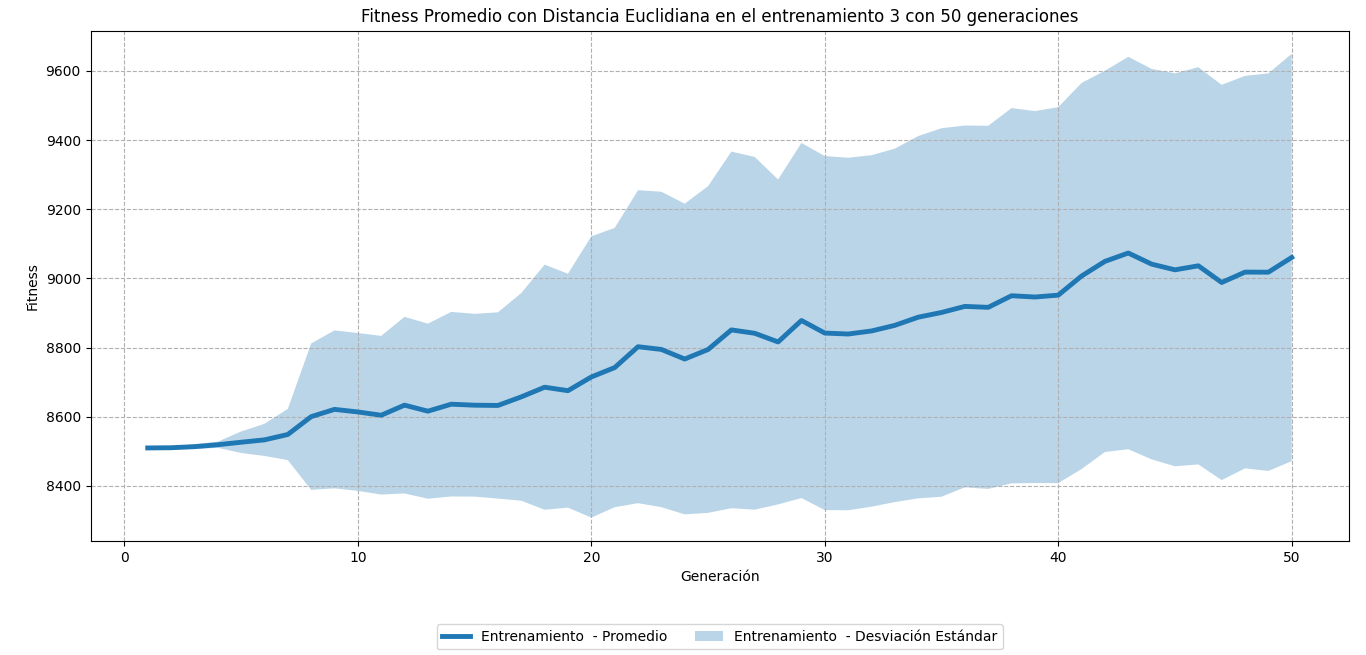 Fitness Promedio con Distancia Euclidiana en el entrenamiento 3 con 50 generaciones
Fitness
9600
9400
9200
9000
8800
8600
8400
0 10 20 30 40 50
Generación
Entrenamiento  - Promedio Entrenamiento  - Desviación Estándar